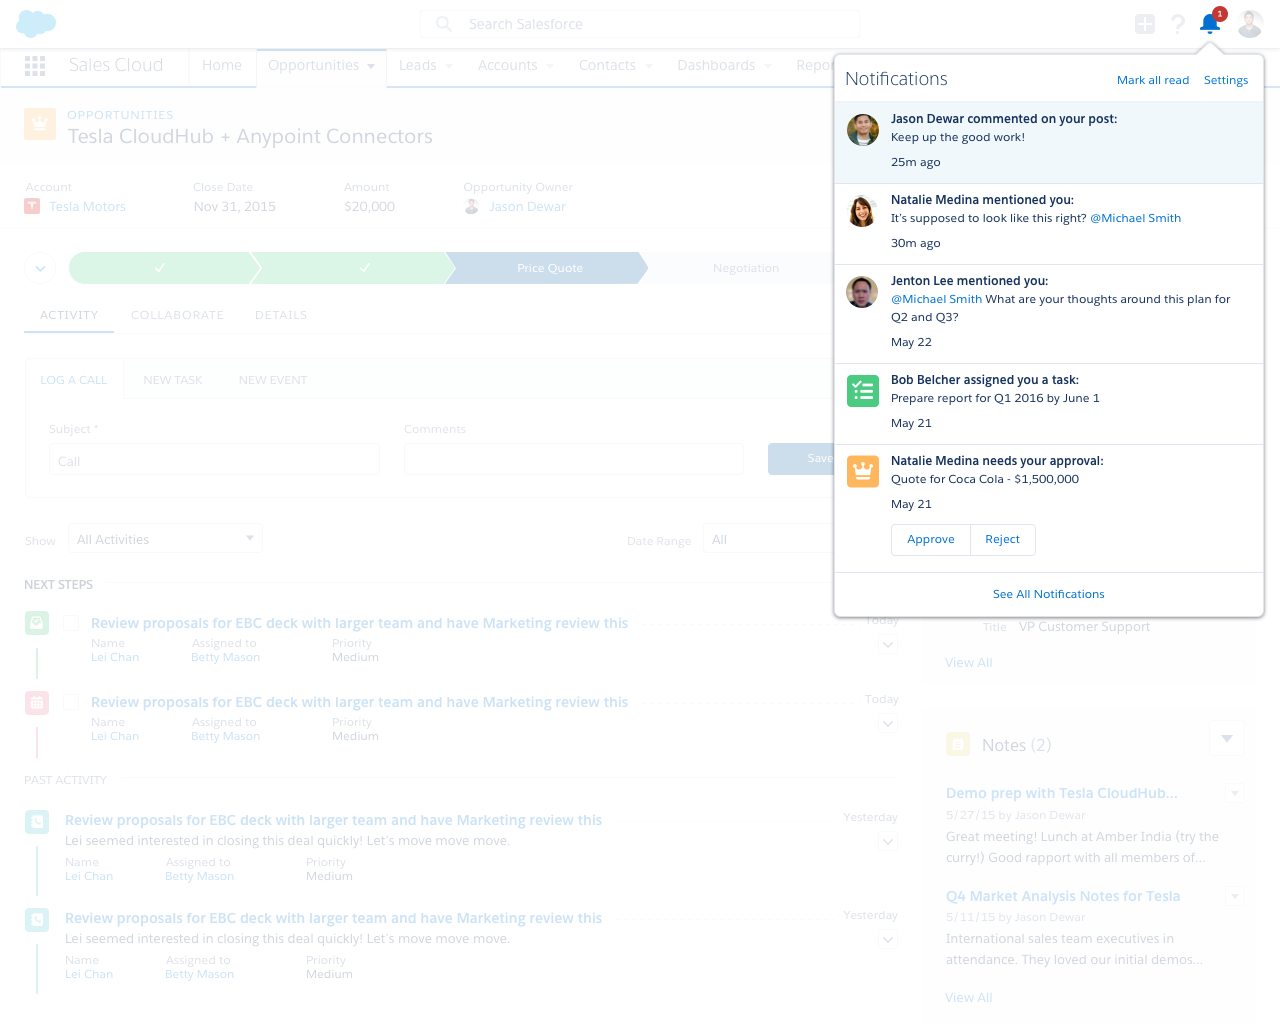 Search Salesforce
1
Sales Cloud
Home
Opportunities
Leads
Accounts
Contacts
Dashboards
Repor
OPPORTUNITIES
Tesla CloudHub + Anypoint Connectors
Account
Close Date
Amount
Opportunity Owner
Tesla Motors
Nov 31, 2015
$20,000
Jason Dewar
Price Quote
Negotiation
ACTIVITY
COLLABORATE
DETAILS
LOG A CALL
NEW TASK
NEW EVENT
Subject *
Comments
Call
Save
Show
All Activities
Date Range
All
NEXT STEPS
Review proposals for EBC deck with larger team and have Marketing review this
Today
Name
Assigned to
Priority
Lei Chan
Betty Mason
Medium
Review proposals for EBC deck with larger team and have Marketing review this
Today
Name
Assigned to
Priority
Lei Chan
Betty Mason
Medium
PAST ACTIVITY
Review proposals for EBC deck with larger team and have Marketing review this
Yesterday
Lei seemed interested in closing this deal quickly! Let's move move move.
Name
Assigned to
Priority
Lei Chan
Betty Mason
Medium
Review proposals for EBC deck with larger team and have Marketing review this
Yesterday
Lei seemed interested in closing this deal quickly! Let's move move move.
Name
Assigned to
Priority
Lei Chan
Betty Mason
Medium
Notifications
Mark all read
Settings
Jason Dewar commented on your post:
Keep up the good work!
25m ago
Natalie Medina mentioned you:
It's supposed to look like this right? @Michael Smith
30m ago
Jenton Lee mentioned you:
@Michael Smith What are your thoughts around this plan for
Q2 and Q3?
May 22
Bob Belcher assigned you a task:
Prepare report for Q1 2016 by June 1
May 21
Natalie Medina needs your approval:
Quote for Coca Cola - $1,500,000
May 21
Approve
Reject
See All Notifications
Title
VP Customer Support
View All
Notes (2)
Demo prep with Tesla CloudHub...
5/27/15 by Jason Dewar
Great meeting! Lunch at Amber India (try the
curry!) Good rapport with all members of...
Q4 Market Analysis Notes for Tesla
5/11/15 by Jason Dewar
International sales team executives in
attendance. They loved our initial demos...
View All